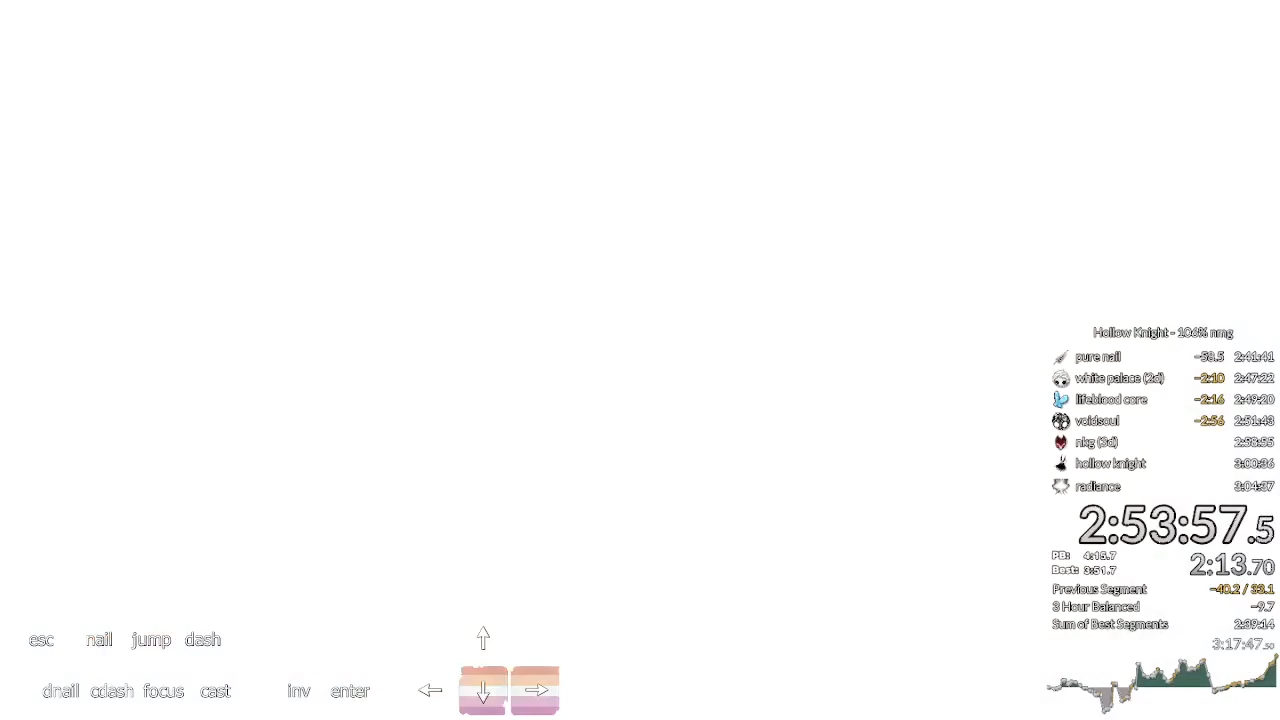 Hollow Knight - 106% nmg
pure nail -58.5 2:41:41
white palace (2d) -2:10 2:47:22
lifeblood core -2:16 2:49:20
voidsoul -2:56 2:51:43
nkg (3d) 2:58:55
hollow knight 3:00:36
radiance 3:04:37
2:53:57.5
PB: 4:15.7
Best: 3:51.7
2:13.70
Previous Segment -40.2 / 33.1
3 Hour Balanced -9.7
Sum of Best Segments 2:39:14
3:17:47.50
esc nail jump dash ↑
dnail cdash focus cast inv enter ← ↓ →